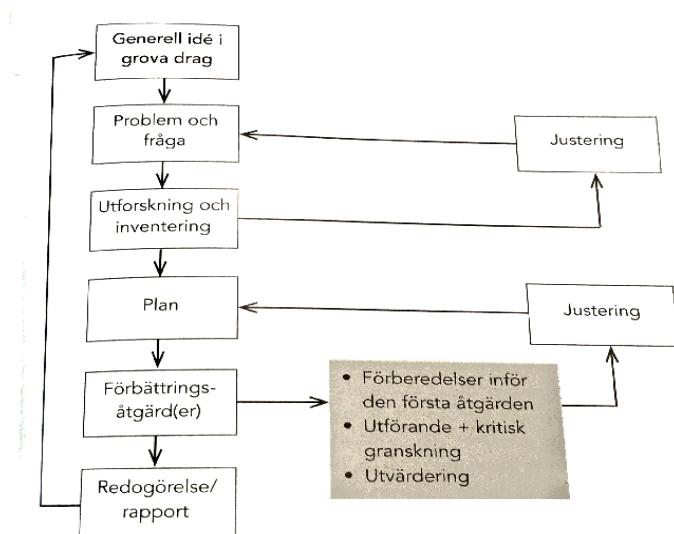 Generell idé i
grova drag
Problem och
fråga
Justering
Utforskning och
inventering
Plan
Justering
Förbättrings-
åtgärd(er)
• Förberedelser inför
den första åtgärden
• Utförande + kritisk
granskning
• Utvärdering
Redogörelse/
rapport